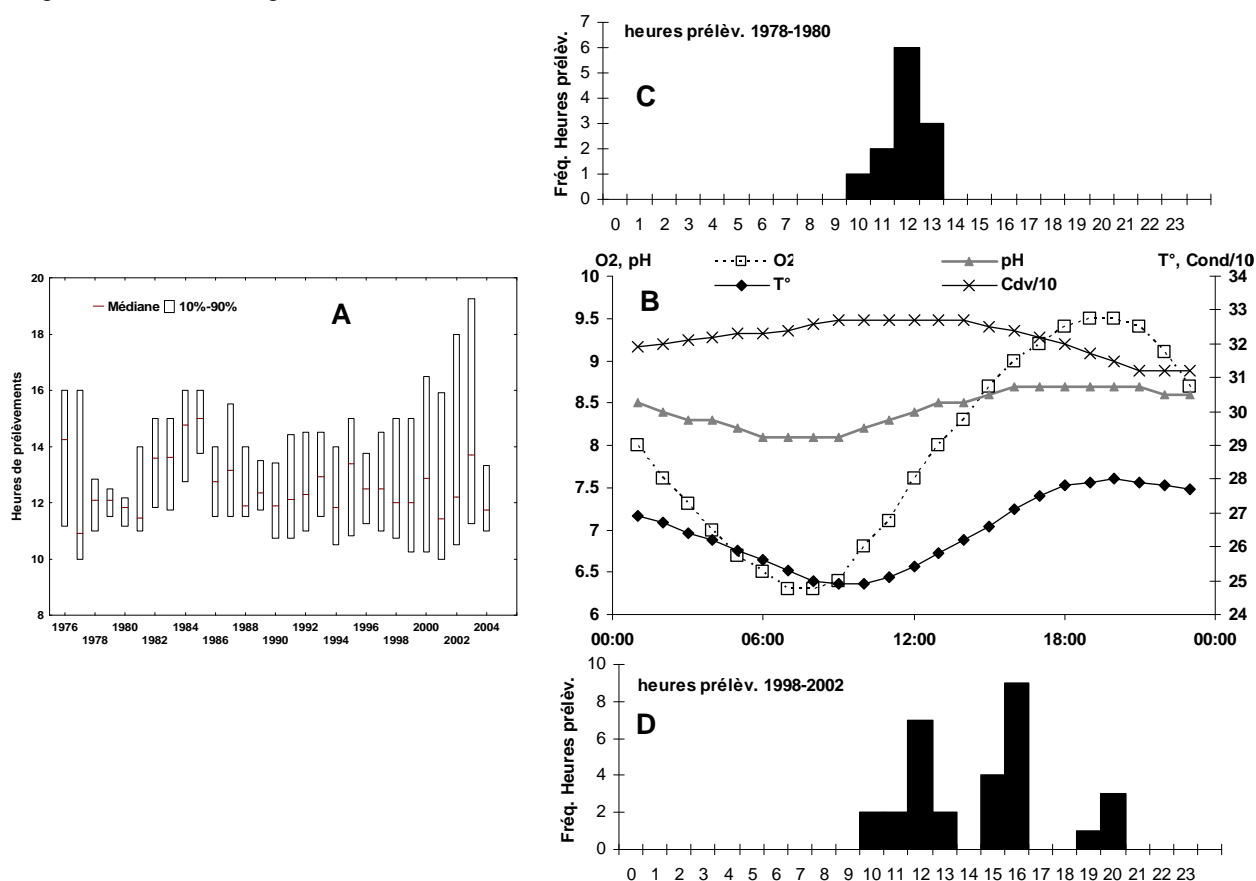 heures prélèv. 1978-1980
C
Fréq. Heures prélèv.
7
6
5
4
3
2
1
0
0 1 2 3 4 5 6 7 8 9 10 11 12 13 14 15 16 17 18 19 20 21 22 23
A
Médiane 10%-90%
Heures de prélèvements
20
18
16
14
12
10
8
1976 1980 1984 1988 1992 1996 2000 2004
1978 1982 1986 1990 1994 1998 2002
O2, pH
O2
pH
T°, Cond/10
T°
Cdv/10
B
10
9.5
9
8.5
8
7.5
7
6.5
6
34
33
32
31
30
29
28
27
26
25
24
00:00 06:00 12:00 18:00 00:00
heures prélèv. 1998-2002
D
Fréq. Heures prélèv.
10
8
6
4
2
0
0 1 2 3 4 5 6 7 8 9 10 11 12 13 14 15 16 17 18 19 20 21 22 23